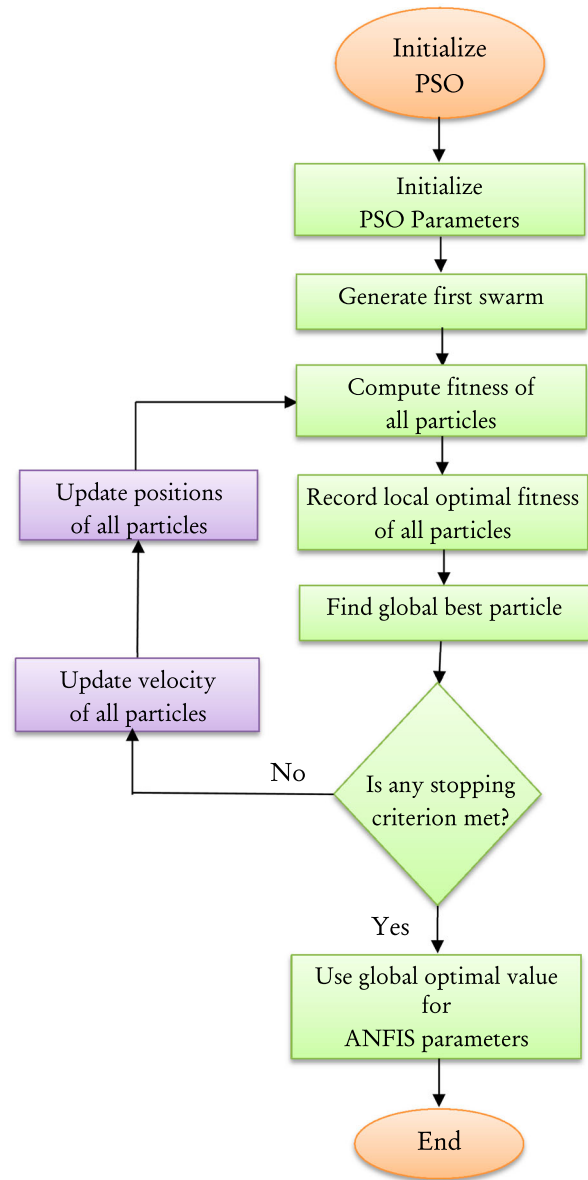 Initialize
PSO
Initialize
PSO Parameters
Generate first swarm
Compute fitness of
all particles
Record local optimal fitness
of all particles
Find global best particle
Is any stopping
criterion met?
No
Update velocity
of all particles
Update positions
of all particles
Yes
Use global optimal value
for
ANFIS parameters
End